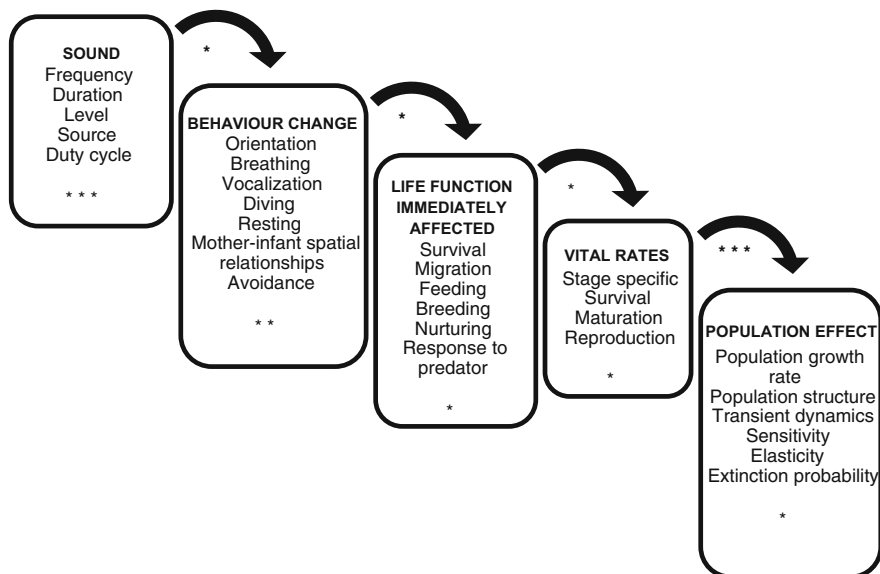 SOUND
Frequency
Duration
Level
Source
Duty cycle
* * *
*
BEHAVIOUR CHANGE
Orientation
Breathing
Vocalization
Diving
Resting
Mother-infant spatial
relationships
Avoidance
* *
*
LIFE FUNCTION
IMMEDIATELY
AFFECTED
Survival
Migration
Feeding
Breeding
Nurturing
Response to
predator
*
*
VITAL RATES
Stage specific
Survival
Maturation
Reproduction
*
* * *
POPULATION EFFECT
Population growth
rate
Population structure
Transient dynamics
Sensitivity
Elasticity
Extinction probability
*